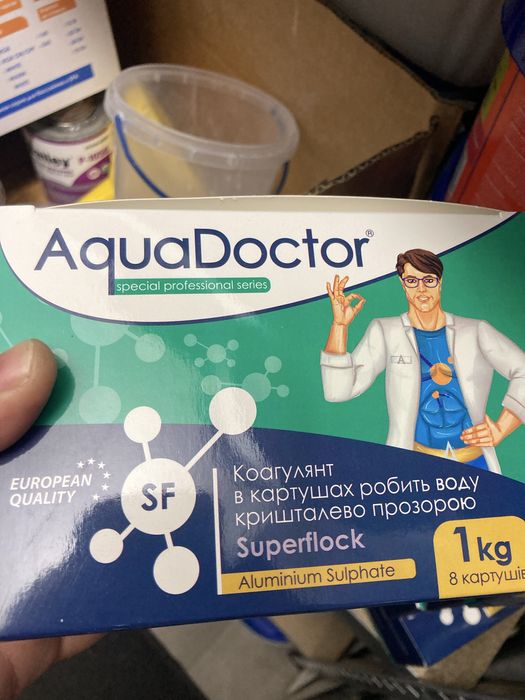 AquaDoctor®
special professional series
A
EUROPEAN
QUALITY
SF
Коагулянт
в картушах робить воду
кришталево прозорою
Superflock
Aluminium Sulphate
1kg
8 картушів